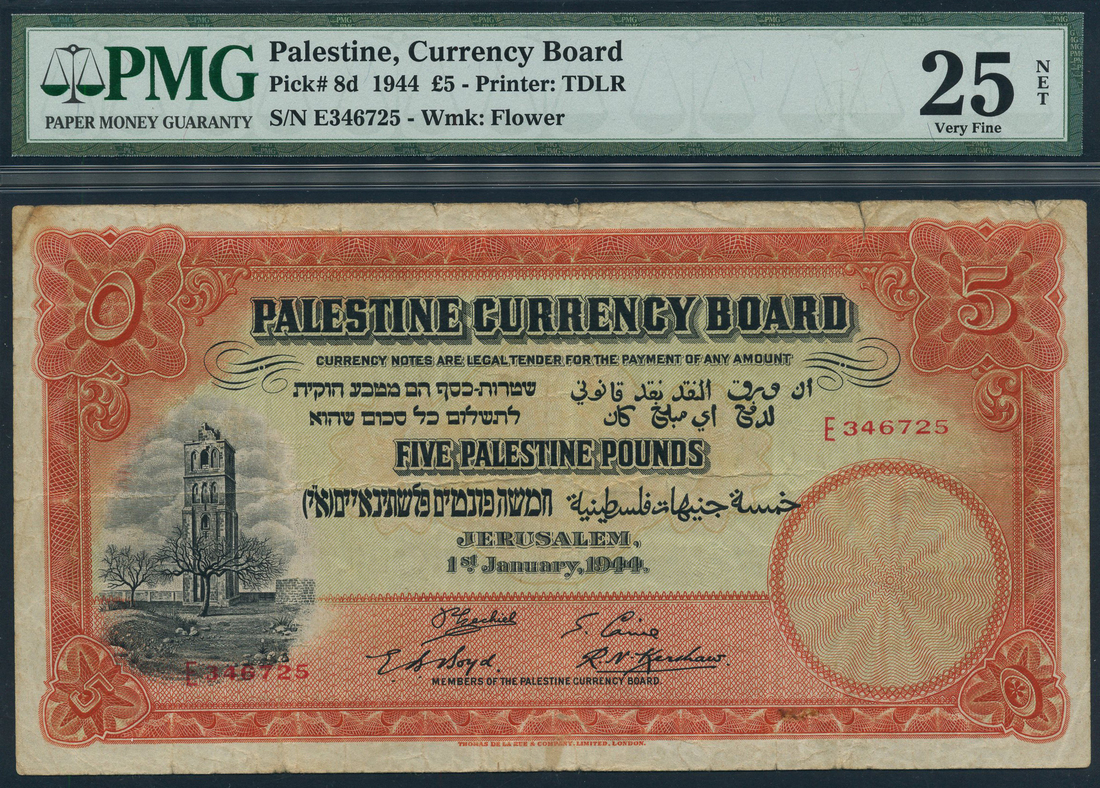 PMG
PAPER MONEY GUARANTY
Palestine, Currency Board
Pick# 8d 1944 £5 - Printer: TDLR
S/N E346725 - Wmk: Flower
25
NET
Very Fine
5
PALESTINE CURRENCY BOARD
CURRENCY NOTES ARE LEGAL TENDER FOR THE PAYMENT OF ANY AMOUNT
שטרות-כסף הם מטבע חוקית
לתשלום כל סכום שהוא
ان ورق النقد نقد قانوني
لدفع اي مبلغ كان
E 346725
FIVE PALESTINE POUNDS
חמשה פונטים פלשתינאיים (א״י)
خمسة جنيهات فلسطينية
JERUSALEM,
1st January, 1944.
S. Caine
R. N. Kershaw.
E 346725
MEMBERS OF THE PALESTINE CURRENCY BOARD.
THOMAS DE LA RUE & COMPANY, LIMITED, LONDON.